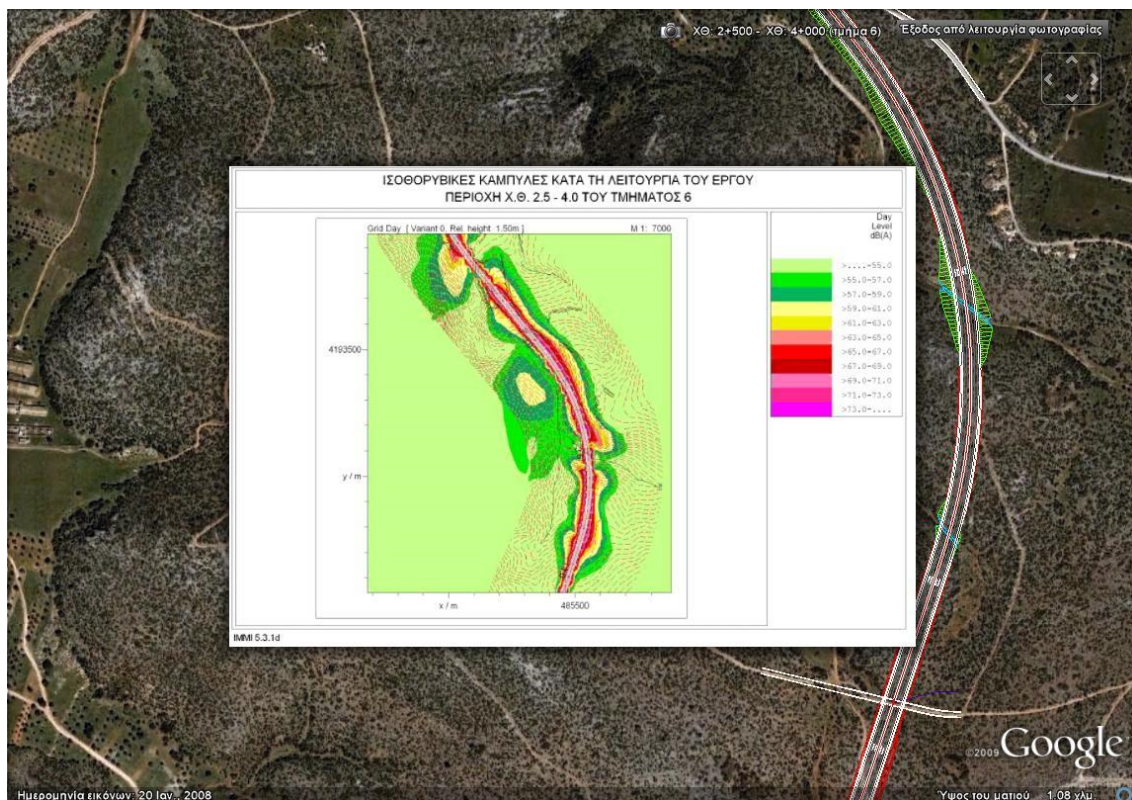 ΧΘ: 2+500 - ΧΘ: 4+000 (τμήμα 6)
Έξοδος από λειτουργία φωτογραφίας
ΙΣΟΘΟΡΥΒΙΚΕΣ ΚΑΜΠΥΛΕΣ ΚΑΤΑ ΤΗ ΛΕΙΤΟΥΡΓΙΑ ΤΟΥ ΕΡΓΟΥ
ΠΕΡΙΟΧΗ Χ.Θ. 2.5 - 4.0 ΤΟΥ ΤΜΗΜΑΤΟΣ 6
Grid Day [ Variant 0, Rel. height 1.50m ]
M 1: 7000
Day
Level
dB(A)
>....-55.0
>55.0-57.0
>57.0-59.0
>59.0-61.0
>61.0-63.0
>63.0-65.0
>65.0-67.0
>67.0-69.0
>69.0-71.0
>71.0-73.0
>73.0-....
4193500
y / m
x / m
485500
IMMI 5.3.1d
©2009 Google
Ημερομηνία εικόνων: 20 Ιαν., 2008
Ύψος του ματιού 1.08 χλμ.